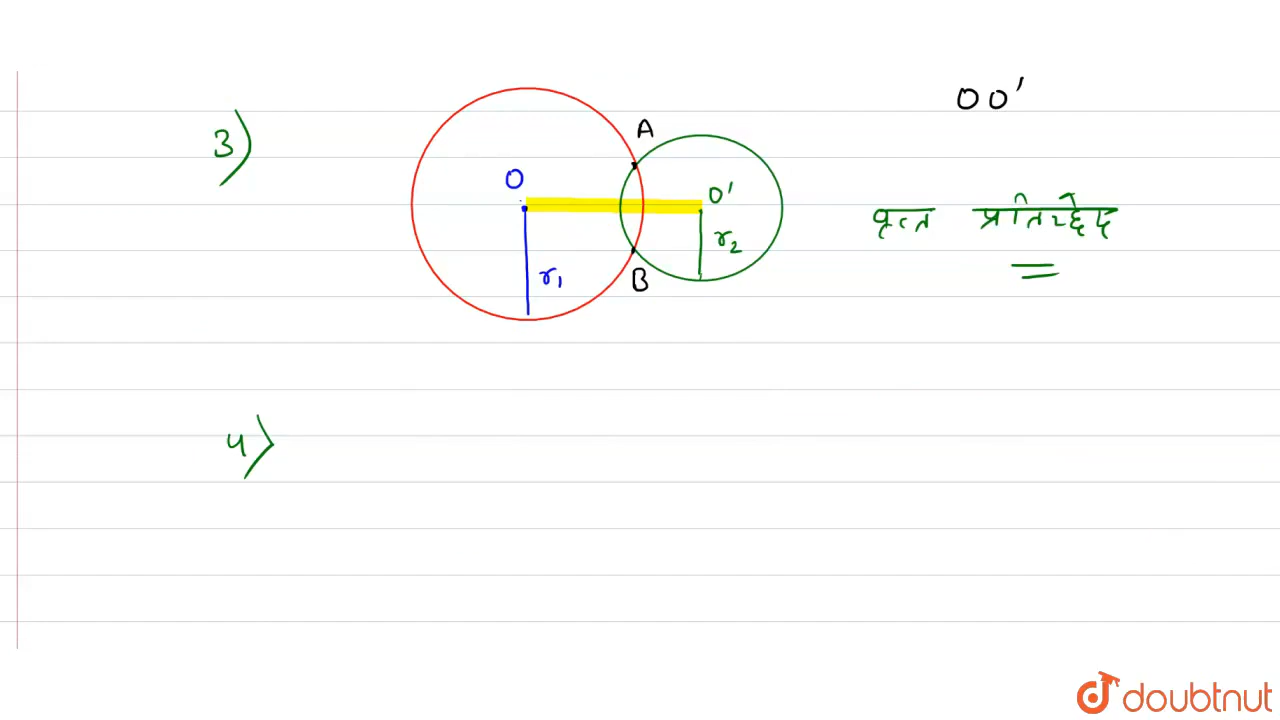 3)
O O'
A
O
O'
वृत्त प्रतिच्छेद
r₂
r₁
B
4)
doubtnut